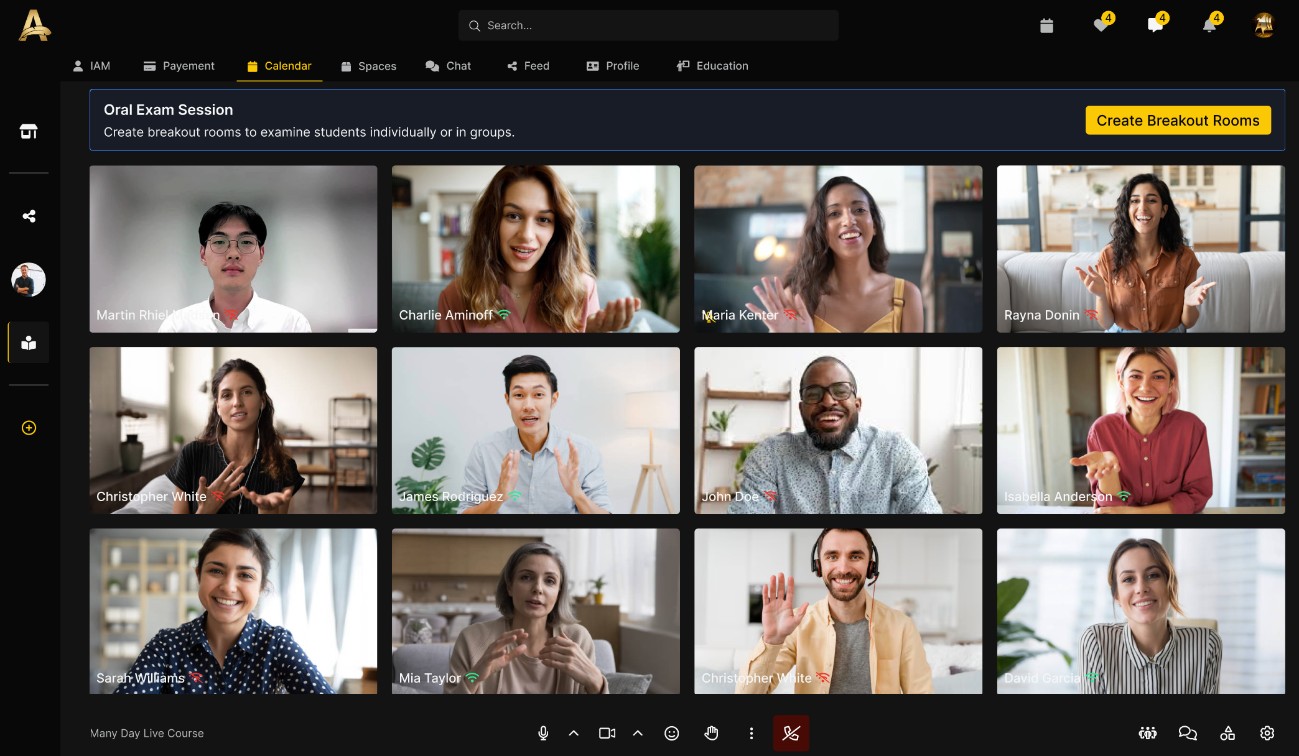 Search...
4
4
4
IAM
Payement
Calendar
Spaces
Chat
Feed
Profile
Education
Oral Exam Session
Create breakout rooms to examine students individually or in groups.
Create Breakout Rooms
Martin Rhiel
Charlie Aminoff
Maria Kenter
Rayna Donin
Christopher White
James Rodriguez
John Doe
Isabella Anderson
Sarah Williams
Mia Taylor
Christopher White
David Garcia
Many Day Live Course